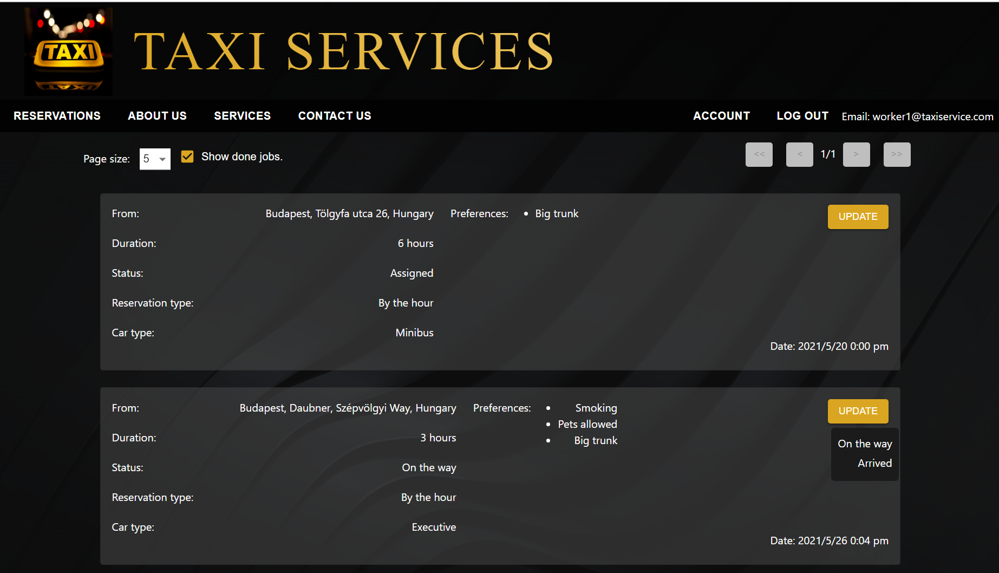 TAXI
TAXI SERVICES
RESERVATIONS ABOUT US SERVICES CONTACT US ACCOUNT LOG OUT Email: worker1@taxiservice.com
Page size: 5 Show done jobs. << < 1/1 > >>
From: Budapest, Tölgyfa utca 26, Hungary Preferences: • Big trunk UPDATE
Duration: 6 hours
Status: Assigned
Reservation type: By the hour
Car type: Minibus
Date: 2021/5/20 0:00 pm
From: Budapest, Daubner, Szépvölgyi Way, Hungary Preferences: • Smoking UPDATE
• Pets allowed
Duration: 3 hours • Big trunk On the way
Status: On the way Arrived
Reservation type: By the hour
Car type: Executive
Date: 2021/5/26 0:04 pm